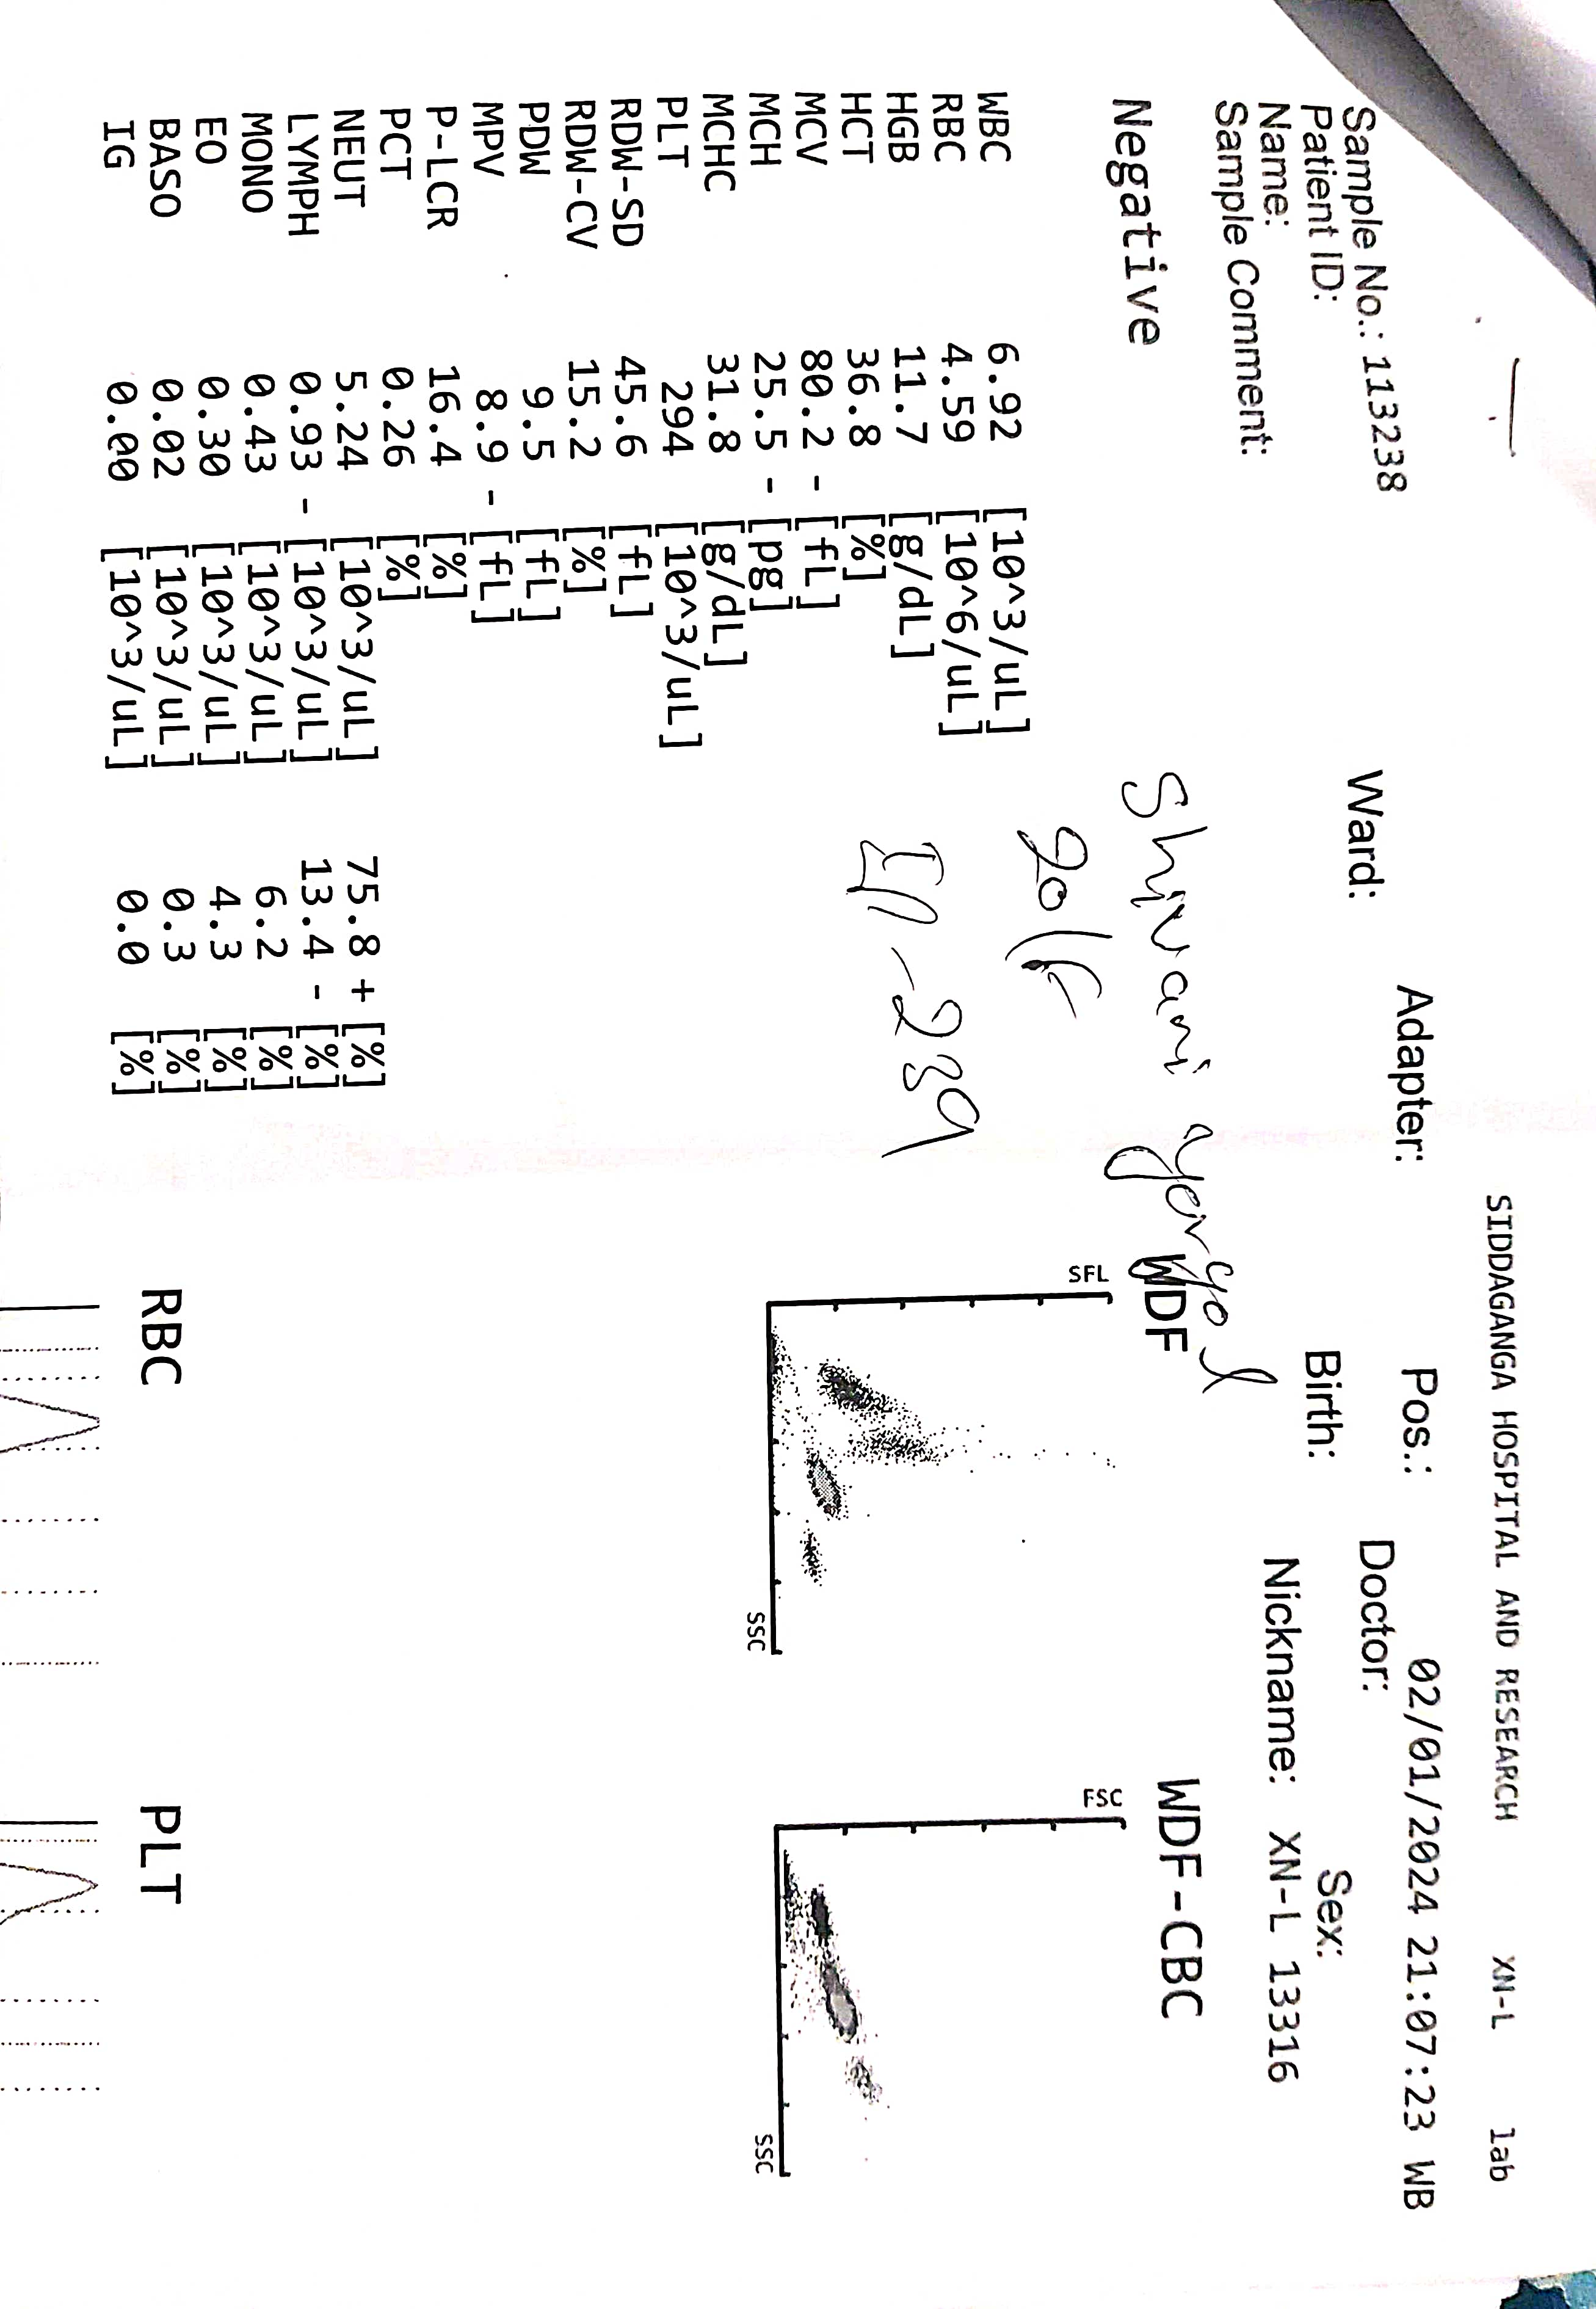 SIDDAGANGA HOSPITAL AND RESEARCH XN-L lab
Sample No.: 113238 Adapter: Pos.: 02/01/2024 21:07:23 WB
Patient ID: Ward: Doctor:
Name: Birth: Sex:
Sample Comment: Nickname: XN-L 13316
Negative
Shivani
20/F
IP-289
WBC 6.92 [10^3/uL]
RBC 4.59 [10^6/uL]
HGB 11.7 [g/dL]
HCT 36.8 [%]
MCV 80.2 - [fL]
MCH 25.5 - [pg]
MCHC 31.8 [g/dL]
PLT 294 [10^3/uL]
RDW-SD 45.6 [fL]
RDW-CV 15.2 [%]
PDW 9.5 [fL]
MPV 8.9 - [fL]
P-LCR 16.4 [%]
PCT 0.26 [%]
NEUT 5.24 [10^3/uL] 75.8 + [%]
LYMPH 0.93 - [10^3/uL] 13.4 - [%]
MONO 0.43 [10^3/uL] 6.2 [%]
EO 0.30 [10^3/uL] 4.3 [%]
BASO 0.02 [10^3/uL] 0.3 [%]
IG 0.00 [10^3/uL] 0.0 [%]
WDF
SFL
SSC
WDF-CBC
FSC
SSC
RBC
PLT